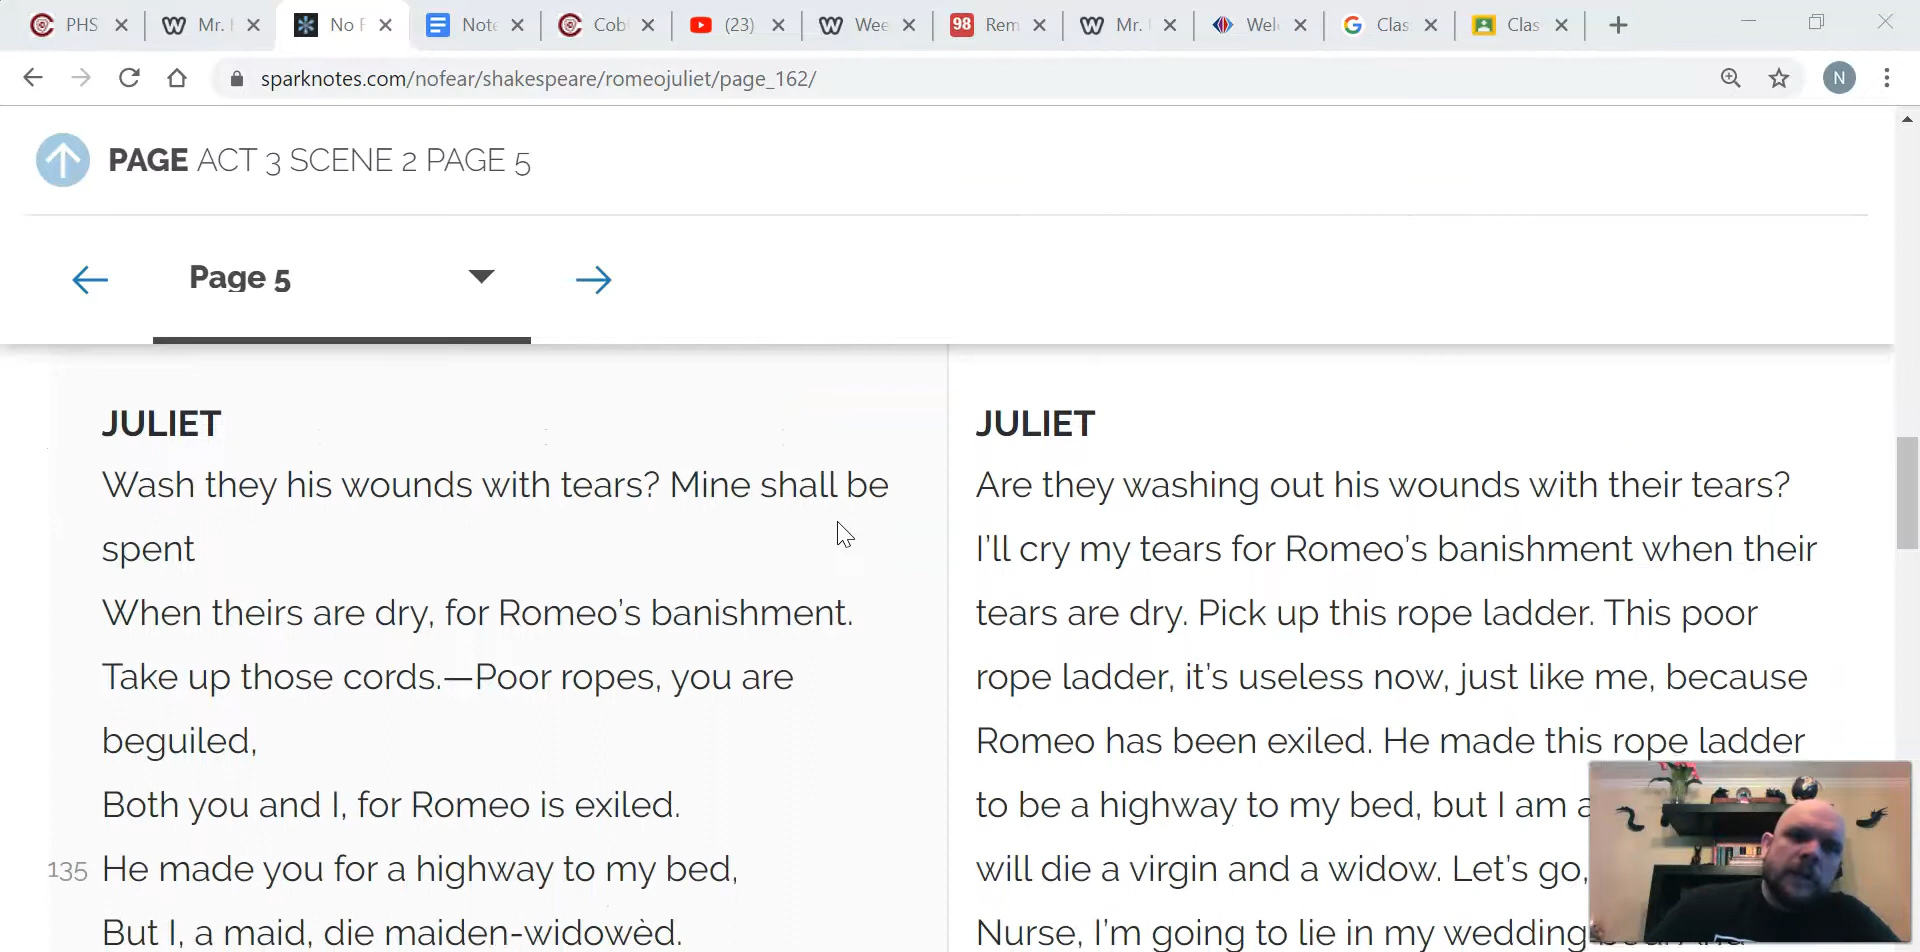 PHS
Mr.
No F
Note
Cob
(23)
Wee
98 Rem
Mr.
Wel
Clas
Clas
sparknotes.com/nofear/shakespeare/romeojuliet/page_162/
N
PAGE ACT 3 SCENE 2 PAGE 5
Page 5
JULIET
Wash they his wounds with tears? Mine shall be
spent
When theirs are dry, for Romeo’s banishment.
Take up those cords.—Poor ropes, you are
beguiled,
Both you and I, for Romeo is exiled.
135 He made you for a highway to my bed,
But I, a maid, die maiden-widowèd.
JULIET
Are they washing out his wounds with their tears?
I’ll cry my tears for Romeo’s banishment when their
tears are dry. Pick up this rope ladder. This poor
rope ladder, it’s useless now, just like me, because
Romeo has been exiled. He made this rope ladder
to be a highway to my bed, but I am a
will die a virgin and a widow. Let’s go,
Nurse, I’m going to lie in my wedding